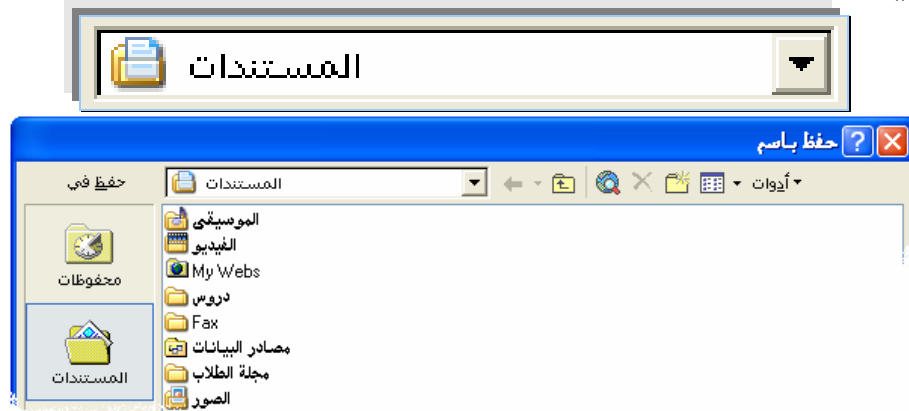 المستندات
حفظ باسم
حفظ في
المستندات
أدوات
محفوظات
المستندات
الموسيقى
الفيديو
My Webs
دروس
Fax
مصادر البيانات
مجلة الطلاب
الصور